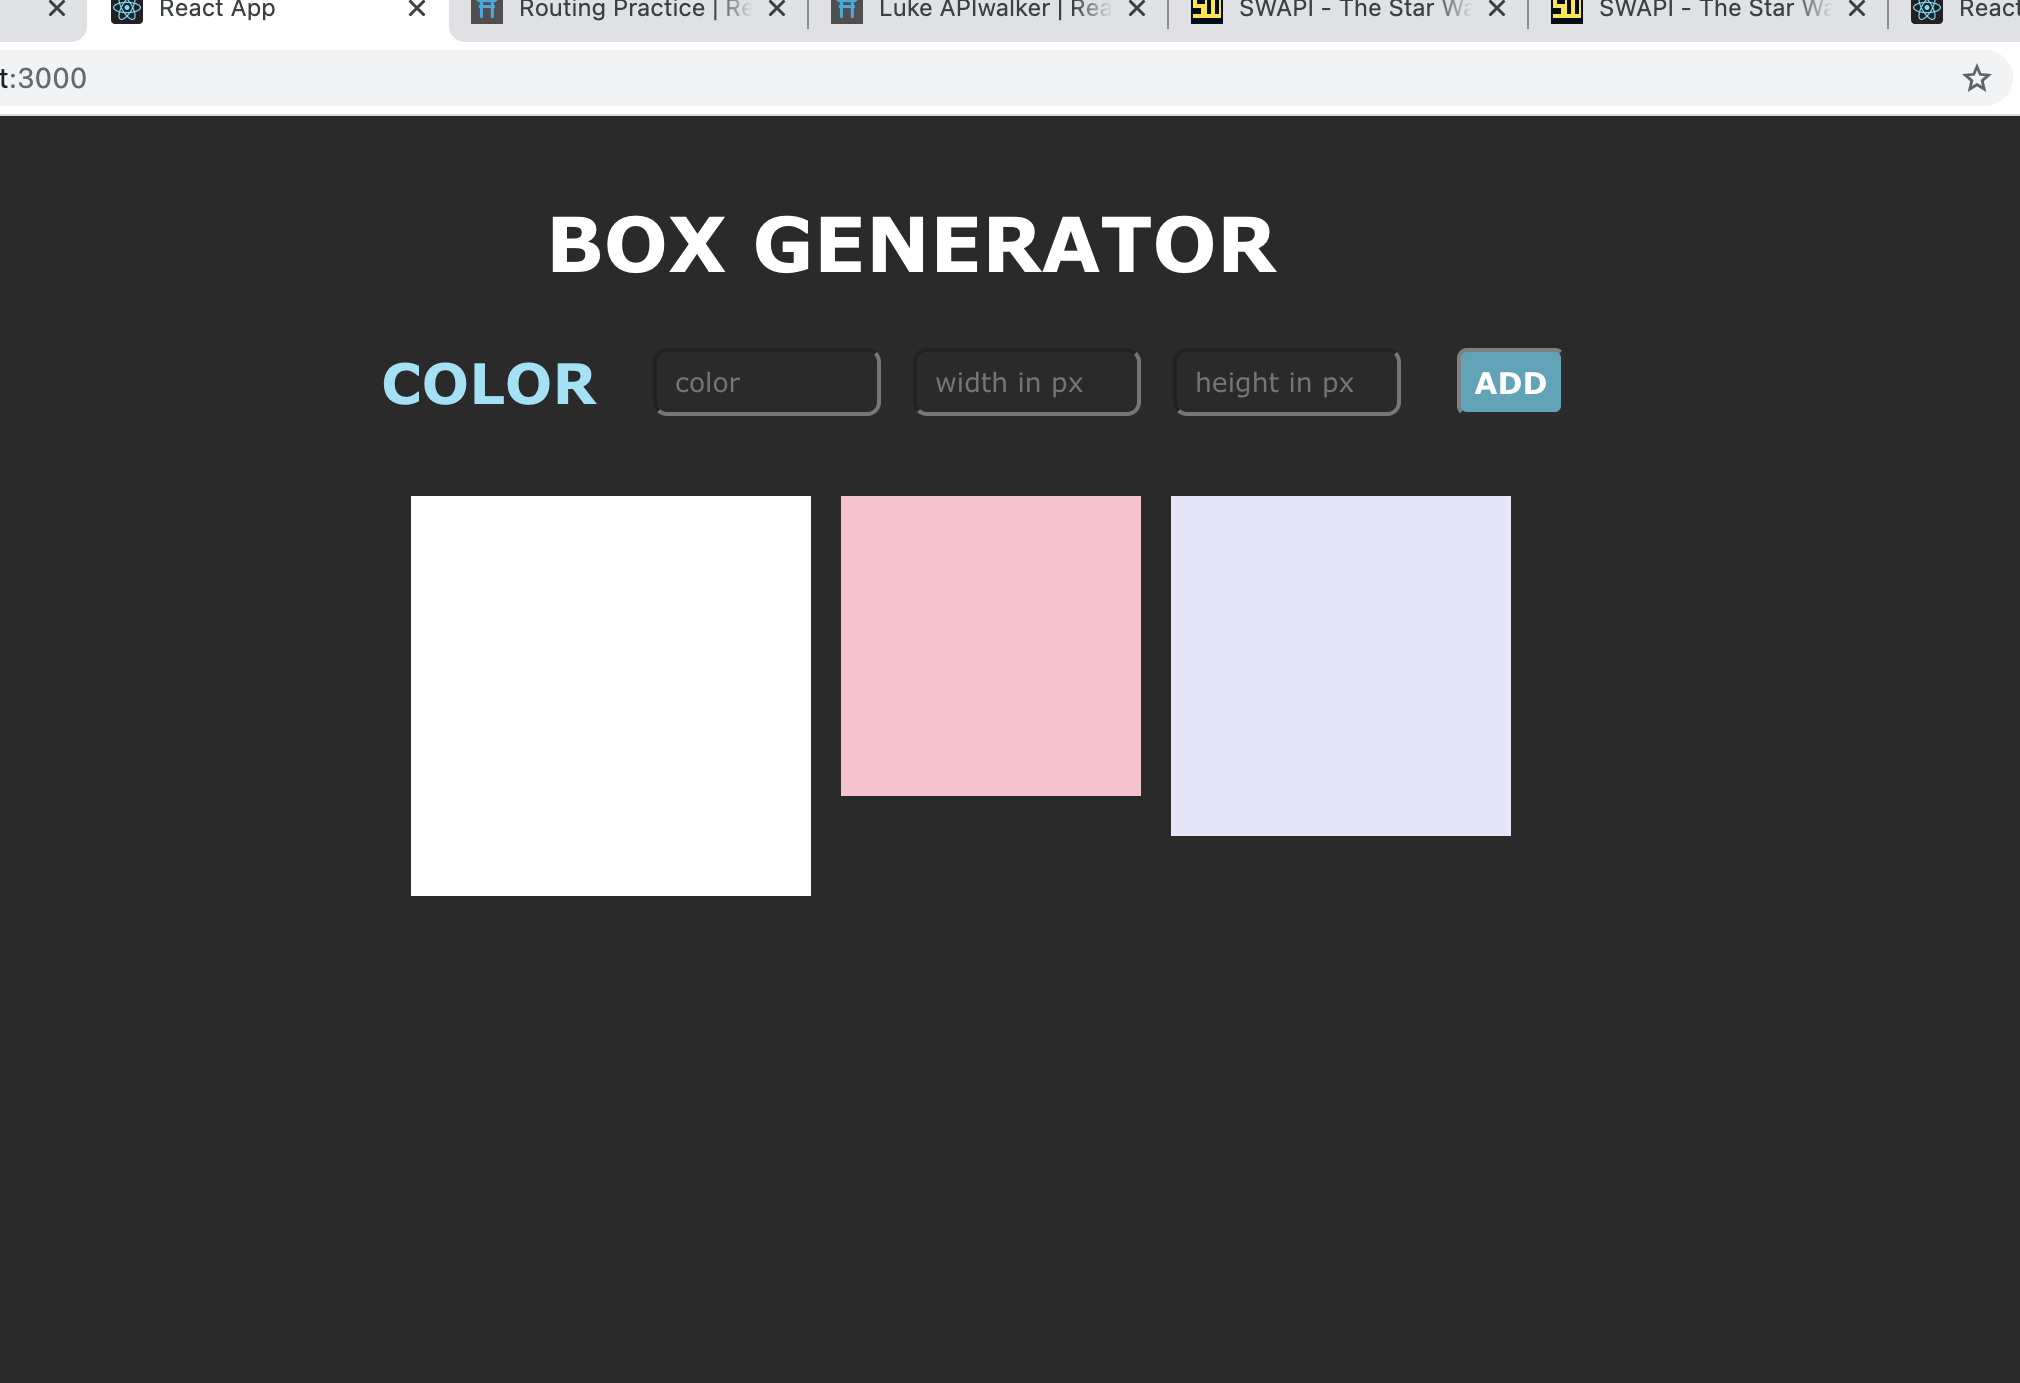 React App Routing Practice | Re Luke APIwalker | Rea SWAPI - The Star Wa SWAPI - The Star Wa React
t:3000
BOX GENERATOR
COLOR color width in px height in px ADD